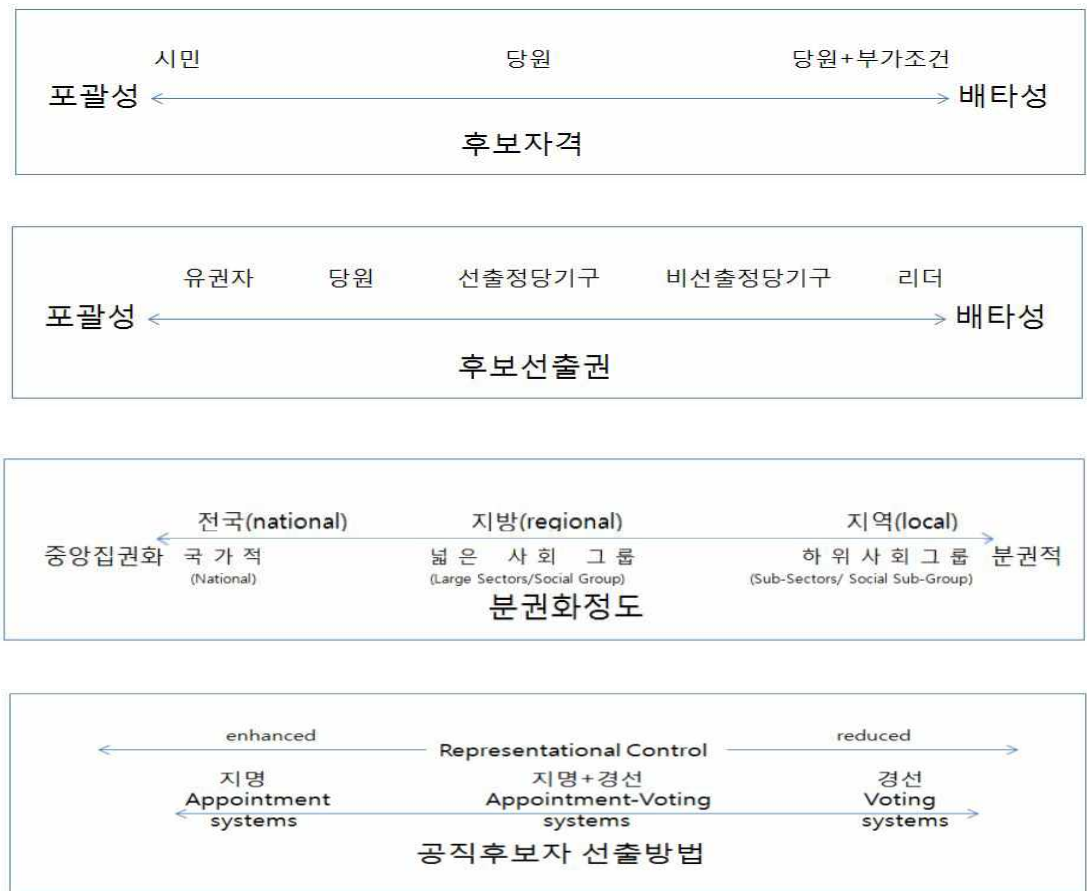 시민 당원 당원+부가조건
포괄성 배타성
후보자격
유권자 당원 선출정당기구 비선출정당기구 리더
포괄성 배타성
후보선출권
전국(national) 지방(regional) 지역(local)
중앙집권화 국 가 적 넓 은 사 회 그 룹 하 위 사 회 그 룹 분권적
(National) (Large Sectors/Social Group) (Sub-Sectors/ Social Sub-Group)
분권화정도
enhanced reduced
Representational Control
지명 지명+경선 경선
Appointment Appointment-Voting Voting
systems systems systems
공직후보자 선출방법